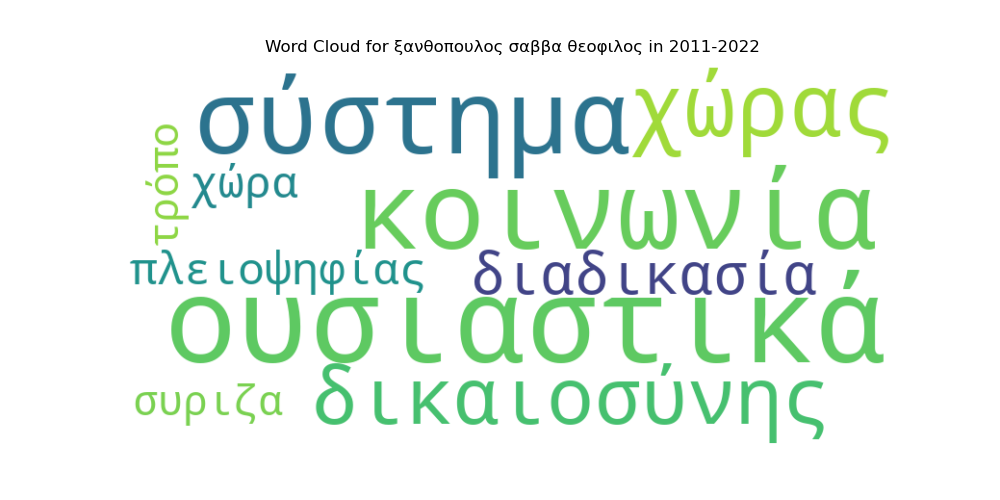 Word Cloud for ξανθοπουλος σαββα θεοφιλος in 2011-2022
σύστημα
χώρας
τρόπο
χώρα
κοινωνία
πλειοψηφίας
διαδικασία
ουσιαστικά
συριζα
δικαιοσύνης